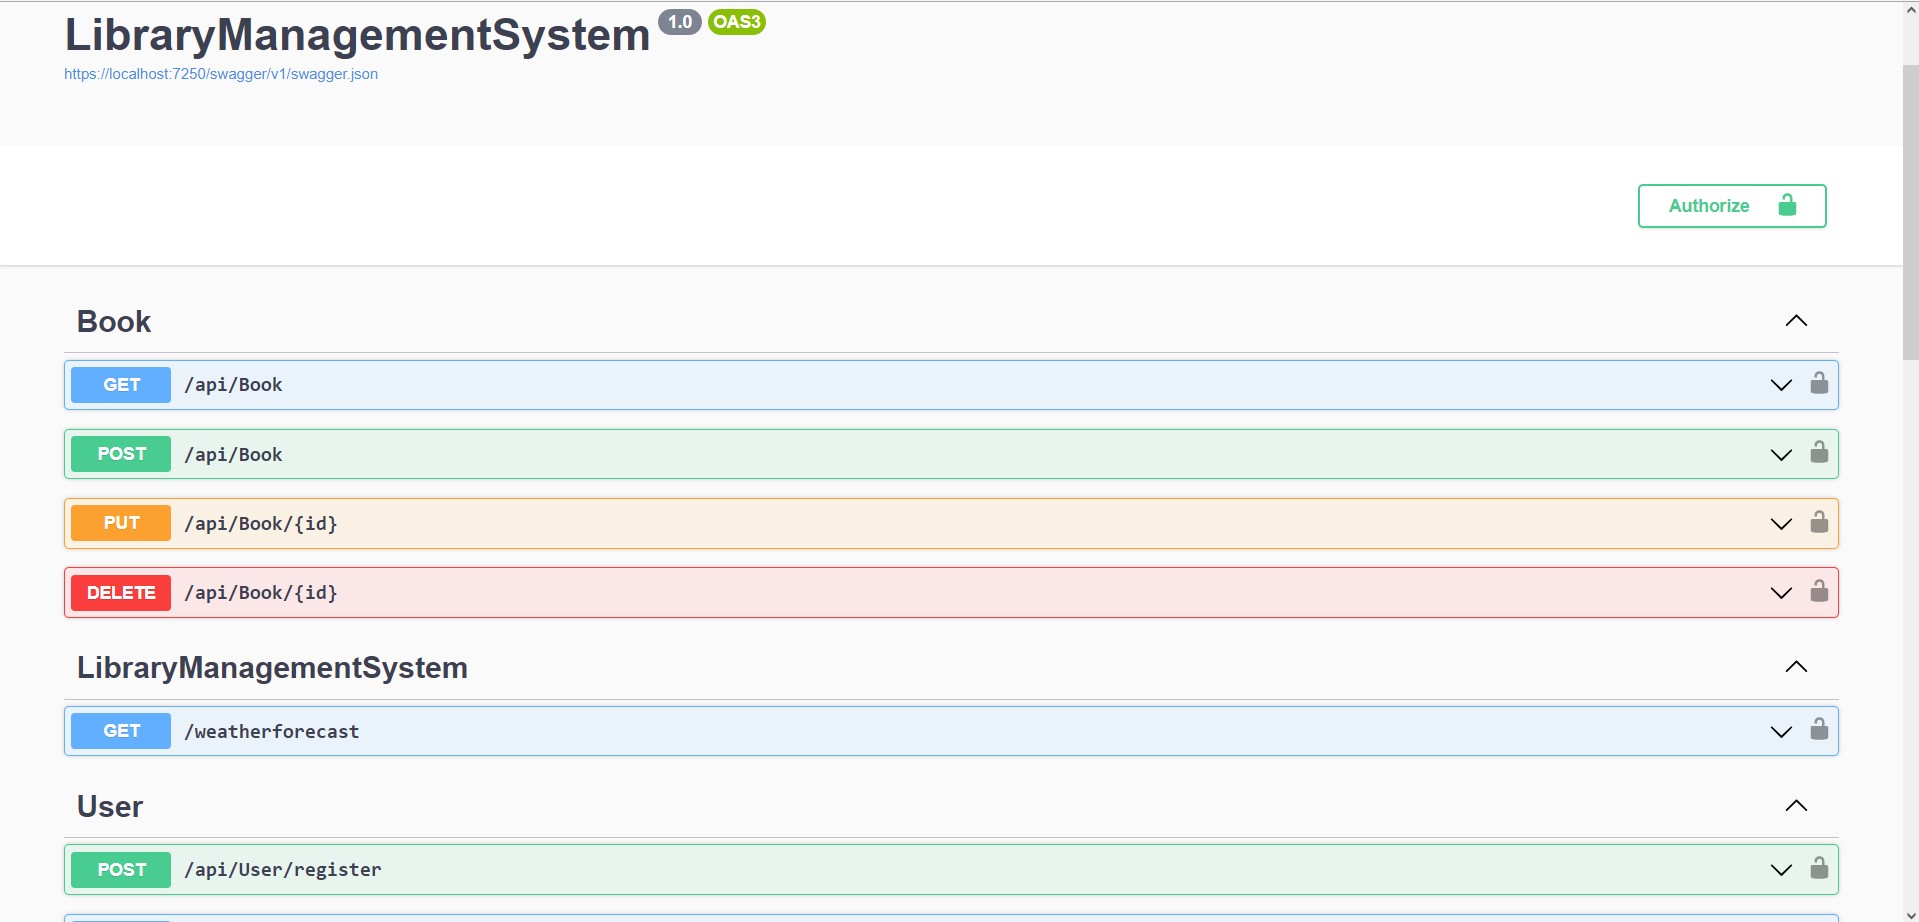 LibraryManagementSystem 1.0 OAS3
https://localhost:7250/swagger/v1/swagger.json
Authorize
Book
GET /api/Book
POST /api/Book
PUT /api/Book/{id}
DELETE /api/Book/{id}
LibraryManagementSystem
GET /weatherforecast
User
POST /api/User/register